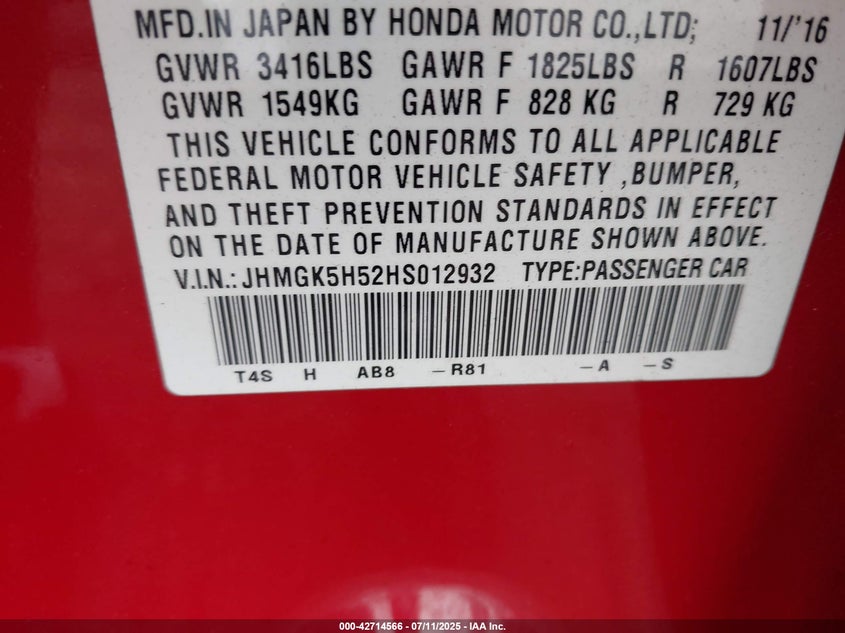 MFD.IN JAPAN BY HONDA MOTOR CO.,LTD; 11/'16
GVWR 3416LBS GAWR F 1825LBS R 1607LBS
GVWR 1549KG GAWR F 828 KG R 729 KG
THIS VEHICLE CONFORMS TO ALL APPLICABLE
FEDERAL MOTOR VEHICLE SAFETY ,BUMPER,
AND THEFT PREVENTION STANDARDS IN EFFECT
ON THE DATE OF MANUFACTURE SHOWN ABOVE.
V.I.N.: JHMGK5H52HS012932 TYPE:PASSENGER CAR
T4S H AB8 -R81 -A -S
000-42714566 - 07/11/2025 - IAA Inc.